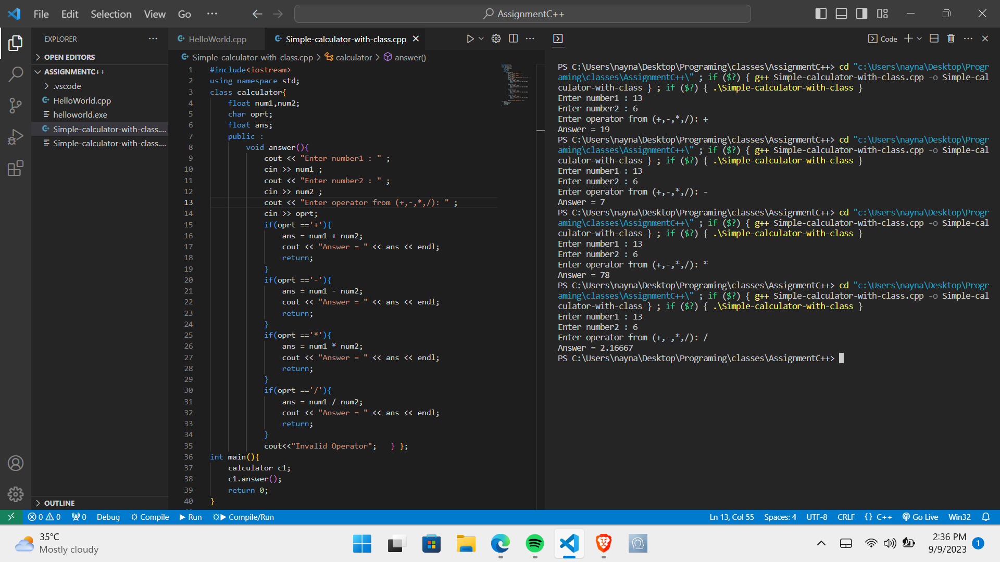 File Edit Selection View Go ··· AssignmentC++
EXPLORER ···
OPEN EDITORS
ASSIGNMENTC++
.vscode
HelloWorld.cpp
helloworld.exe
Simple-calculator-with-class....
Simple-calculator-with-class....
OUTLINE
HelloWorld.cpp Simple-calculator-with-class.cpp
Simple-calculator-with-class.cpp > calculator > answer()
1 #include<iostream>
2 using namespace std;
3 class calculator{
4     float num1,num2;
5     char oprt;
6     float ans;
7     public :
8         void answer(){
9             cout << "Enter number1 : " ;
10             cin >> num1 ;
11             cout << "Enter number2 : " ;
12             cin >> num2 ;
13             cout << "Enter operator from (+,-,*,/): " ;
14             cin >> oprt;
15             if(oprt =='+'){
16                 ans = num1 + num2;
17                 cout << "Answer = " << ans << endl;
18                 return;
19             }
20             if(oprt =='-'){
21                 ans = num1 - num2;
22                 cout << "Answer = " << ans << endl;
23                 return;
24             }
25             if(oprt =='*'){
26                 ans = num1 * num2;
27                 cout << "Answer = " << ans << endl;
28                 return;
29             }
30             if(oprt =='/'){
31                 ans = num1 / num2;
32                 cout << "Answer = " << ans << endl;
33                 return;
34             }
35             cout<<"Invalid Operator";   } };
36 int main(){
37     calculator c1;
38     c1.answer();
39     return 0;
40 }
Code
PS C:\Users\nayna\Desktop\Programing\classes\AssignmentC++> cd "c:\Users\nayna\Desktop\Progr
aming\classes\AssignmentC++\" ; if ($?) { g++ Simple-calculator-with-class.cpp -o Simple-cal
culator-with-class } ; if ($?) { .\Simple-calculator-with-class }
Enter number1 : 13
Enter number2 : 6
Enter operator from (+,-,*,/): +
Answer = 19
PS C:\Users\nayna\Desktop\Programing\classes\AssignmentC++> cd "c:\Users\nayna\Desktop\Progr
aming\classes\AssignmentC++\" ; if ($?) { g++ Simple-calculator-with-class.cpp -o Simple-cal
culator-with-class } ; if ($?) { .\Simple-calculator-with-class }
Enter number1 : 13
Enter number2 : 6
Enter operator from (+,-,*,/): -
Answer = 7
PS C:\Users\nayna\Desktop\Programing\classes\AssignmentC++> cd "c:\Users\nayna\Desktop\Progr
aming\classes\AssignmentC++\" ; if ($?) { g++ Simple-calculator-with-class.cpp -o Simple-cal
culator-with-class } ; if ($?) { .\Simple-calculator-with-class }
Enter number1 : 13
Enter number2 : 6
Enter operator from (+,-,*,/): *
Answer = 78
PS C:\Users\nayna\Desktop\Programing\classes\AssignmentC++> cd "c:\Users\nayna\Desktop\Progr
aming\classes\AssignmentC++\" ; if ($?) { g++ Simple-calculator-with-class.cpp -o Simple-cal
culator-with-class } ; if ($?) { .\Simple-calculator-with-class }
Enter number1 : 13
Enter number2 : 6
Enter operator from (+,-,*,/): /
Answer = 2.16667
PS C:\Users\nayna\Desktop\Programing\classes\AssignmentC++>
0 0 0 Debug Compile Run Compile/Run Ln 13, Col 55 Spaces: 4 UTF-8 CRLF {} C++ Go Live Win32
35°C
Mostly cloudy
2:36 PM
9/9/2023
1